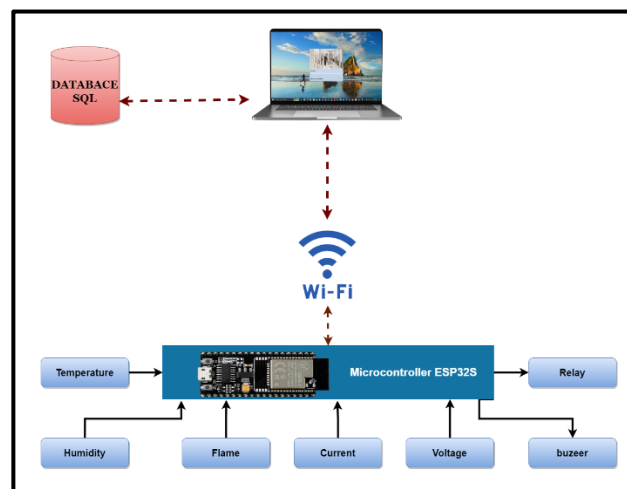 DATABACE
SQL
Wi-Fi
Microcontroller ESP32S
Temperature
Relay
Humidity
Flame
Current
Voltage
buzeer